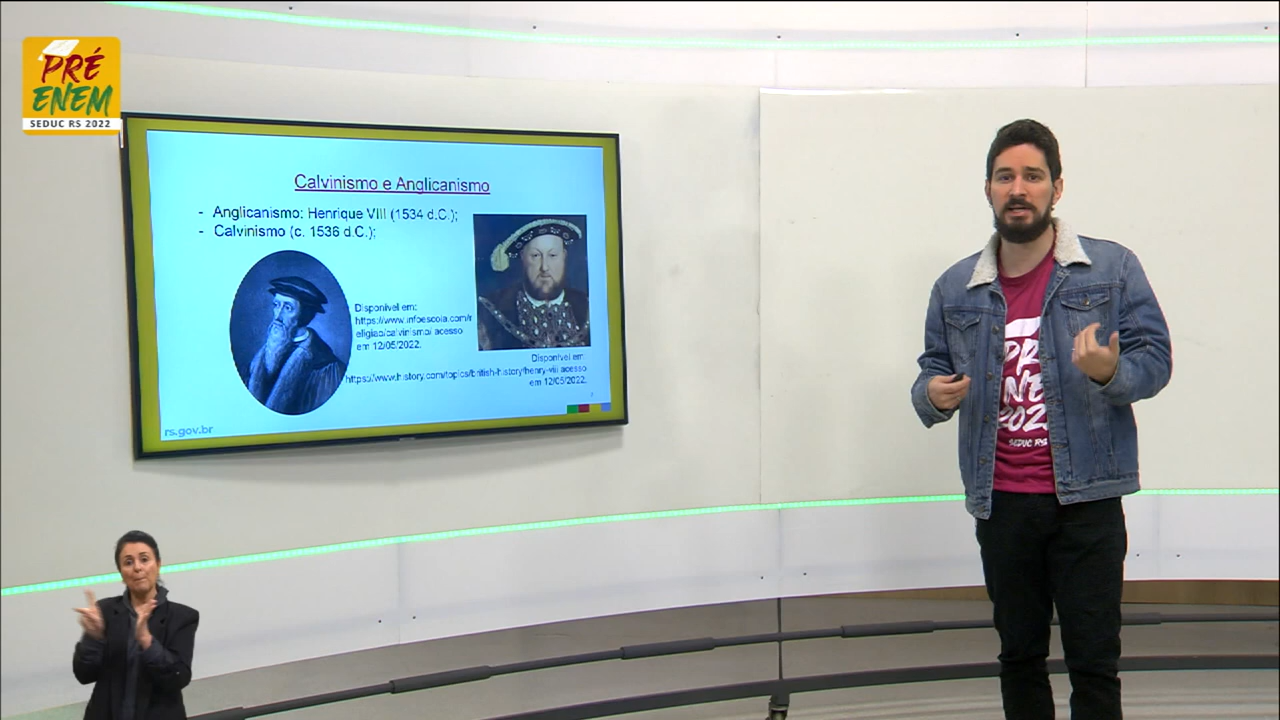 PRÉ
ENEM
SEDUC RS 2022
Calvinismo e Anglicanismo
- Anglicanismo: Henrique VIII (1534 d.C.);
- Calvinismo (c. 1536 d.C.);
Disponível em:
https://www.infoescola.com/r
eligiao/calvinismo/ acesso
em 12/05/2022.
Disponível em:
https://www.history.com/topics/british-history/henry-viii acesso
em 12/05/2022.
rs.gov.br
PRÉ
ENEM
2022
SEDUC RS